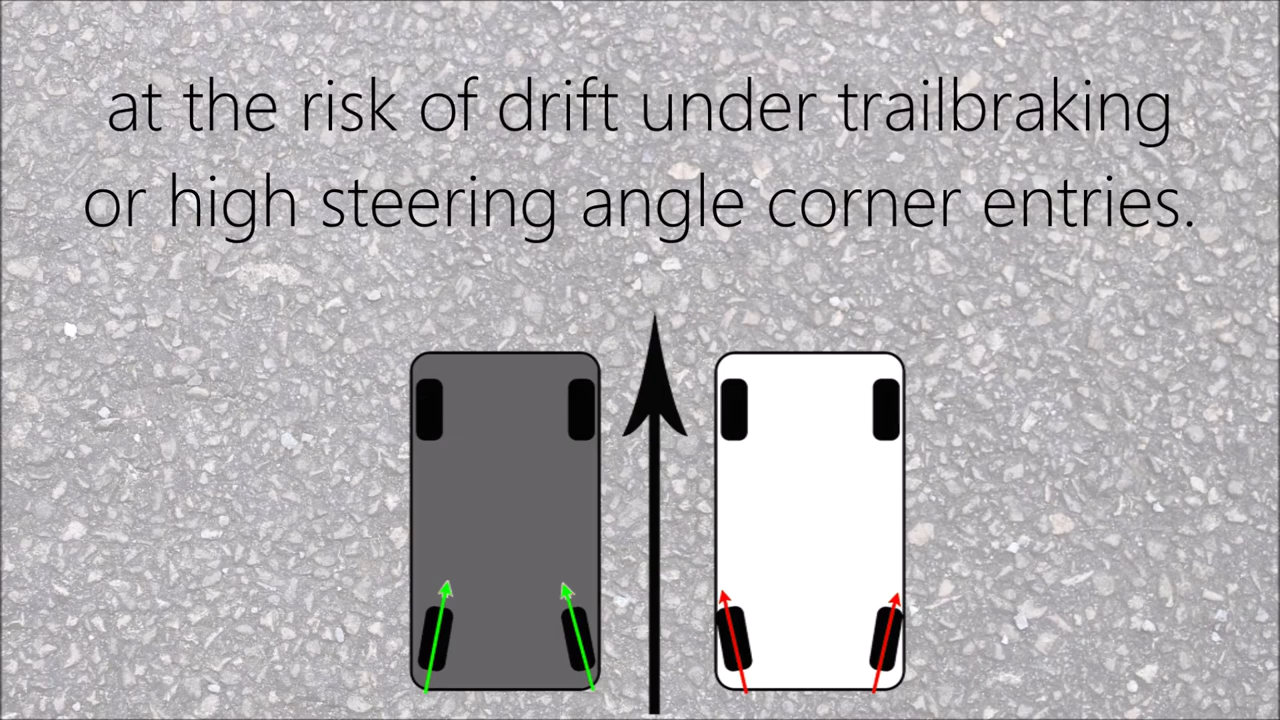 at the risk of drift under trailbraking
or high steering angle corner entries.